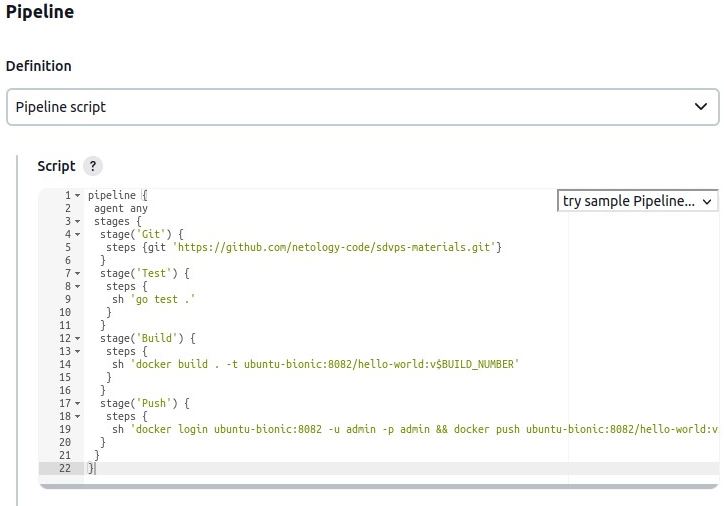 Pipeline
Definition
Pipeline script
Script ?
try sample Pipeline...
1 pipeline {
2  agent any
3  stages {
4   stage('Git') {
5    steps {git 'https://github.com/netology-code/sdvps-materials.git'}
6   }
7   stage('Test') {
8    steps {
9     sh 'go test .'
10    }
11   }
12   stage('Build') {
13    steps {
14     sh 'docker build . -t ubuntu-bionic:8082/hello-world:v$BUILD_NUMBER'
15    }
16   }
17   stage('Push') {
18    steps {
19     sh 'docker login ubuntu-bionic:8082 -u admin -p admin && docker push ubuntu-bionic:8082/hello-world:v
20   }
21  }
22 }